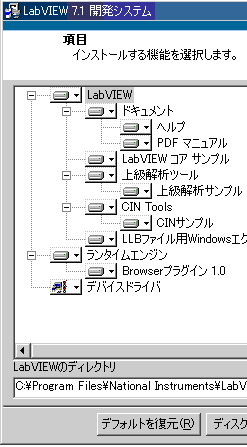 LabVIEW 7.1 開発システム
項目
インストールする機能を選択します。
LabVIEW
ドキュメント
ヘルプ
PDF マニュアル
LabVIEW コア サンプル
上級解析ツール
上級解析サンプル
CIN Tools
CINサンプル
LLBファイル用Windowsエク
ランタイムエンジン
Browserプラグイン 1.0
デバイスドライバ
LabVIEWのディレクトリ
C:¥Program Files¥National Instruments¥LabV
デフォルトを復元(R)
ディスク